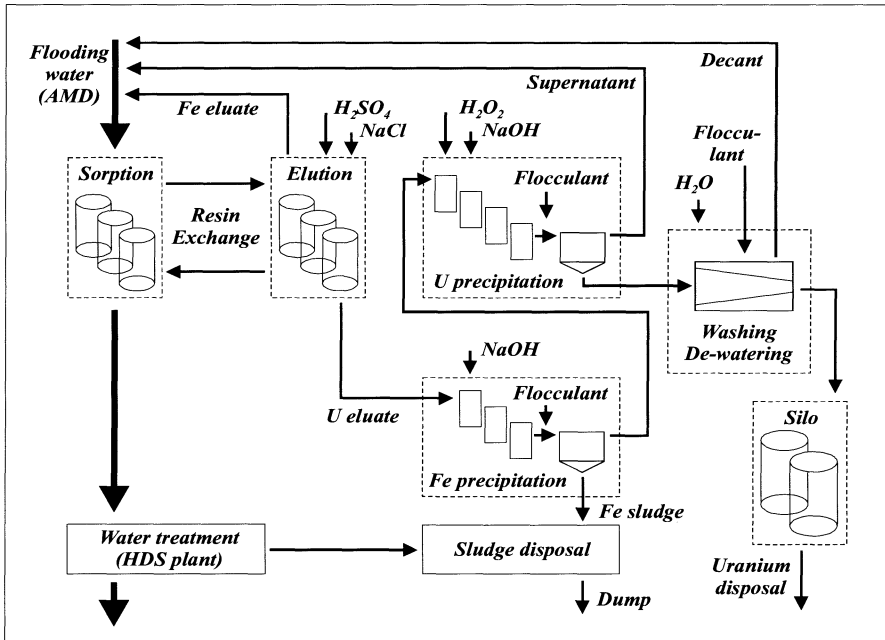 Flooding
water
(AMD)
Fe eluate
H₂SO₄
NaCl
H₂O₂
NaOH
Supernatant
Decant
Floccu-
lant
H₂O
Sorption
Elution
Resin
Exchange
Flocculant
U precipitation
Washing
De-watering
NaOH
Flocculant
U eluate
Fe precipitation
Silo
Fe sludge
Water treatment
(HDS plant)
Sludge disposal
Uranium
disposal
Dump